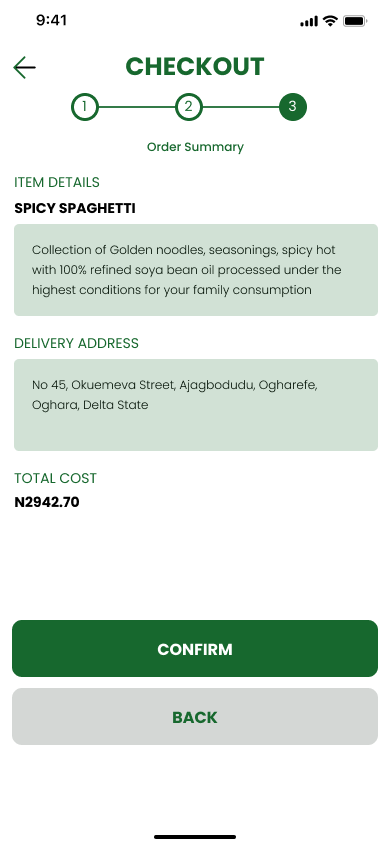 9:41
CHECKOUT
1 2 3
Order Summary
ITEM DETAILS
SPICY SPAGHETTI
Collection of Golden noodles, seasonings, spicy hot
with 100% refined soya bean oil processed under the
highest conditions for your family consumption
DELIVERY ADDRESS
No 45, Okuemeva Street, Ajagbodudu, Ogharefe,
Oghara, Delta State
TOTAL COST
N2942.70
CONFIRM
BACK